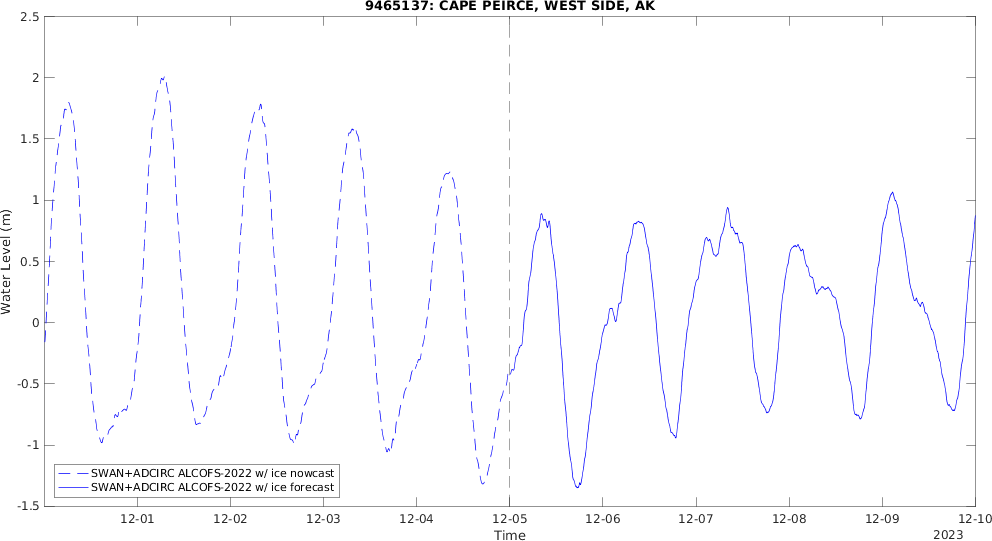 9465137: CAPE PEIRCE, WEST SIDE, AK
2.5
2
1.5
1
0.5
0
-0.5
-1
-1.5
Water Level (m)
SWAN+ADCIRC ALCOFS-2022 w/ ice nowcast
SWAN+ADCIRC ALCOFS-2022 w/ ice forecast
12-01 12-02 12-03 12-04 12-05 12-06 12-07 12-08 12-09 12-10
Time
2023